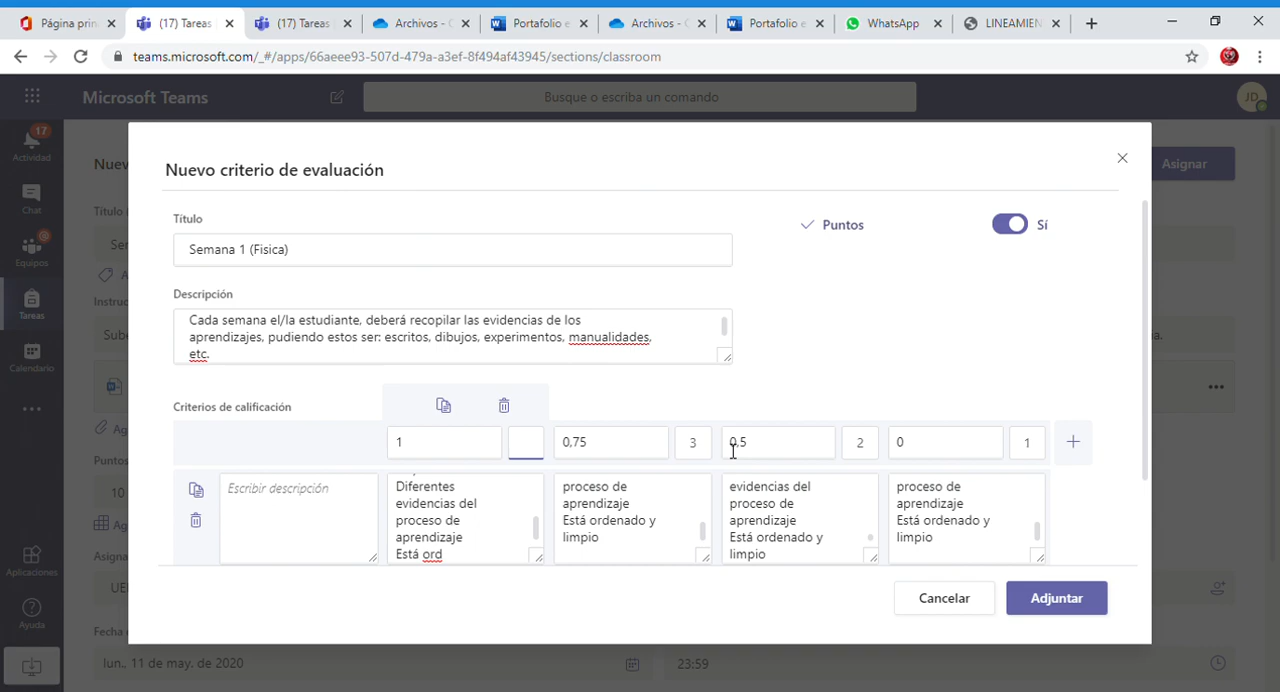 Página prin
(17) Tareas
(17) Tareas
Archivos - C
Portafolio e
Archivos - C
Portafolio e
WhatsApp
LINEAMIEN
teams.microsoft.com/_#/apps/66aeee93-507d-479a-a3ef-8f494af43945/sections/classroom
Microsoft Teams
Busque o escriba un comando
JD
17
Actividad
Chat
Equipos
Tareas
Calendario
Aplicaciones
Ayuda
Asignar
Nuevo criterio de evaluación
Título
Puntos
Sí
Semana 1 (Fisica)
Descripción
Cada semana el/la estudiante, deberá recopilar las evidencias de los
aprendizajes, pudiendo estos ser: escritos, dibujos, experimentos, manualidades,
etc.
Criterios de calificación
1
0,75 3
0,5 2
0 1
Escribir descripción
Diferentes
evidencias del
proceso de
aprendizaje
Está ord
proceso de
aprendizaje
Está ordenado y
limpio
evidencias del
proceso de
aprendizaje
Está ordenado y
limpio
proceso de
aprendizaje
Está ordenado y
limpio
Cancelar
Adjuntar
Puntos
10
Fecha
lun., 11 de may. de 2020
23:59